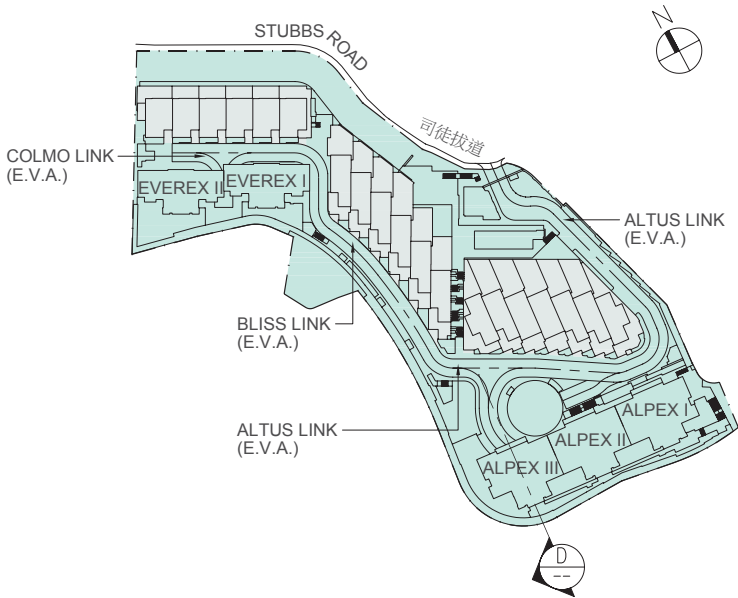 N
STUBBS ROAD
司徒拔道
COLMO LINK
(E.V.A.)
EVEREX II
EVEREX I
ALTUS LINK
(E.V.A.)
BLISS LINK
(E.V.A.)
ALTUS LINK
(E.V.A.)
ALPEX I
ALPEX II
ALPEX III
D
--